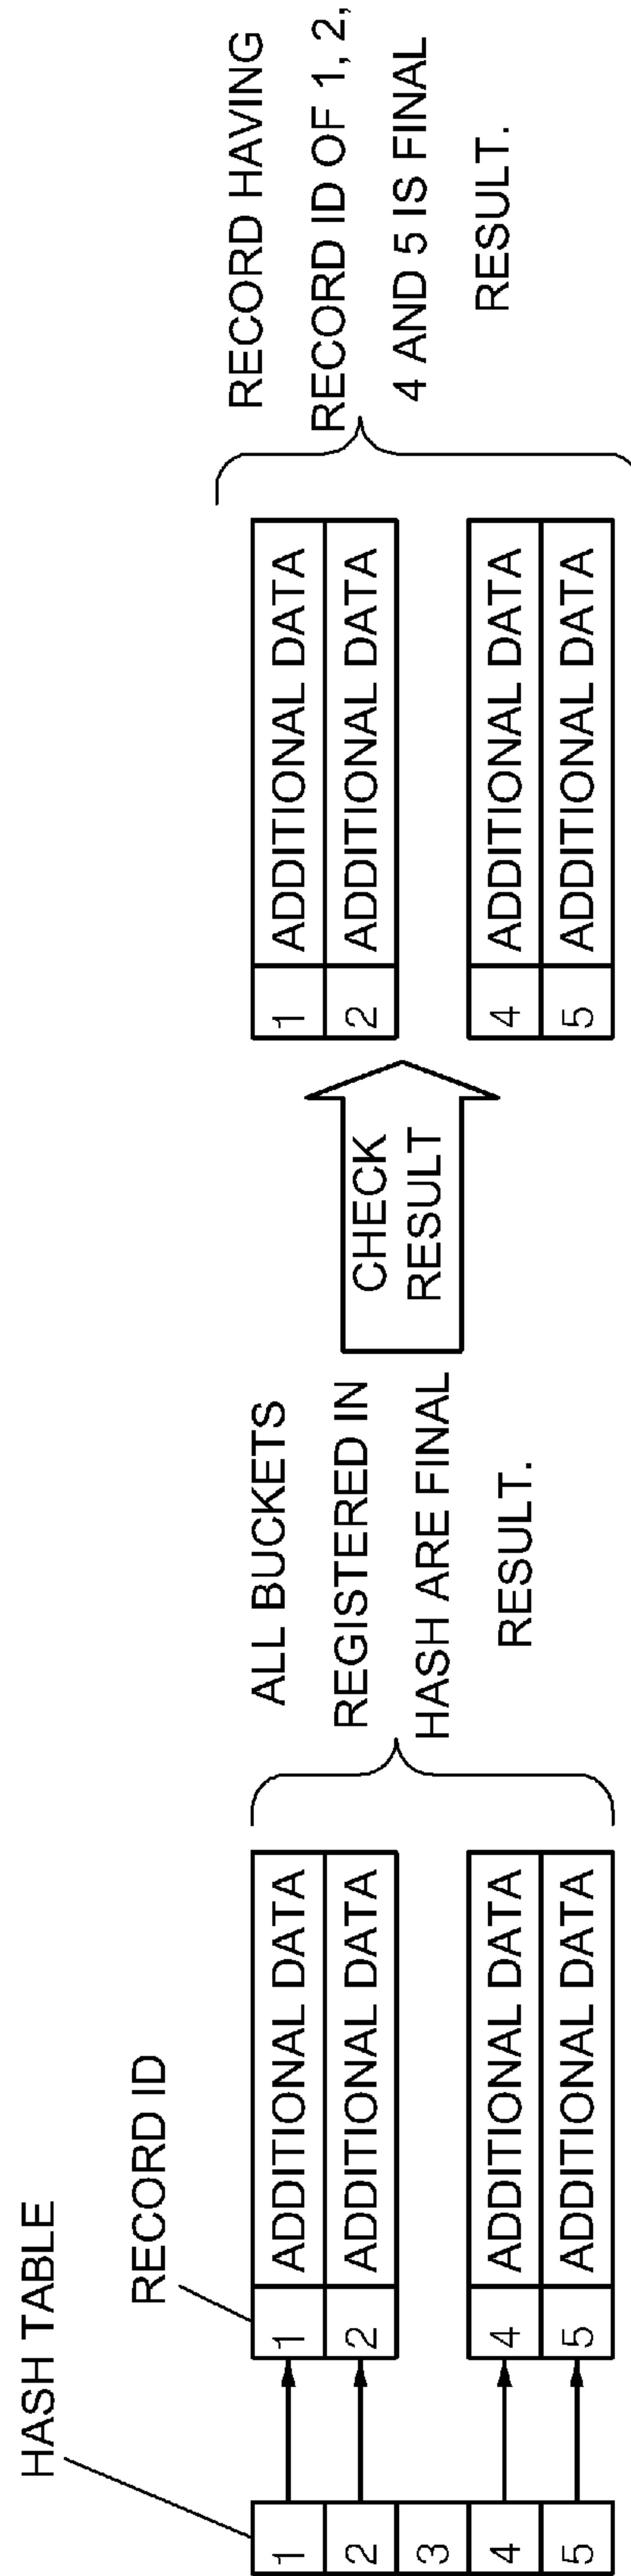 HASH TABLE
RECORD ID
1
2
3
4
5
1 ADDITIONAL DATA
2 ADDITIONAL DATA
4 ADDITIONAL DATA
5 ADDITIONAL DATA
ALL BUCKETS
REGISTERED IN
HASH ARE FINAL
RESULT.
CHECK
RESULT
1 ADDITIONAL DATA
2 ADDITIONAL DATA
4 ADDITIONAL DATA
5 ADDITIONAL DATA
RECORD HAVING
RECORD ID OF 1, 2,
4 AND 5 IS FINAL
RESULT.